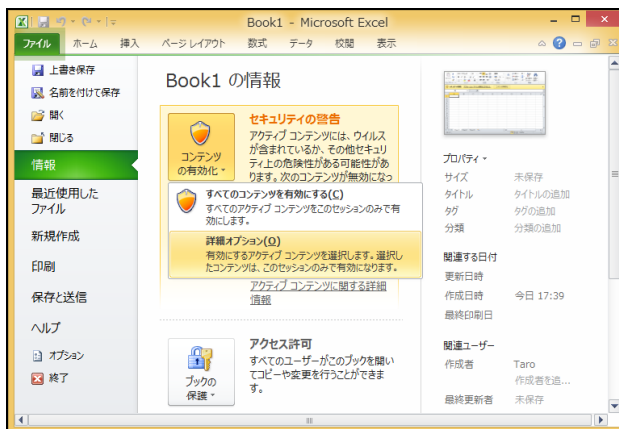 Book1 - Microsoft Excel
ファイル ホーム 挿入 ページ レイアウト 数式 データ 校閲 表示
上書き保存
名前を付けて保存
開く
閉じる
情報
最近使用した
ファイル
新規作成
印刷
保存と送信
ヘルプ
オプション
終了
Book1 の情報
コンテンツ
の有効化
セキュリティの警告
アクティブ コンテンツには、ウイルス
が含まれているか、その他セキュリ
ティ上の危険性がある可能性があ
ります。次のコンテンツが無効になっ
すべてのコンテンツを有効にする(C)
すべてのアクティブ コンテンツをこのセッションのみで有
効にします。
詳細オプション(O)
有効にするアクティブ コンテンツを選択します。選択し
たコンテンツは、このセッションのみで有効になります。
アクティブ コンテンツに関する詳細
情報
ブックの
保護
アクセス許可
すべてのユーザーがこのブックを開い
てコピーや変更を行うことができま
す。
プロパティ
サイズ 未保存
タイトル タイトルの追加
タグ タグの追加
分類 分類の追加
関連する日付
更新日時
作成日時 今日 17:39
最終印刷日
関連ユーザー
作成者 Taro
作成者を追...
最終更新者 未保存